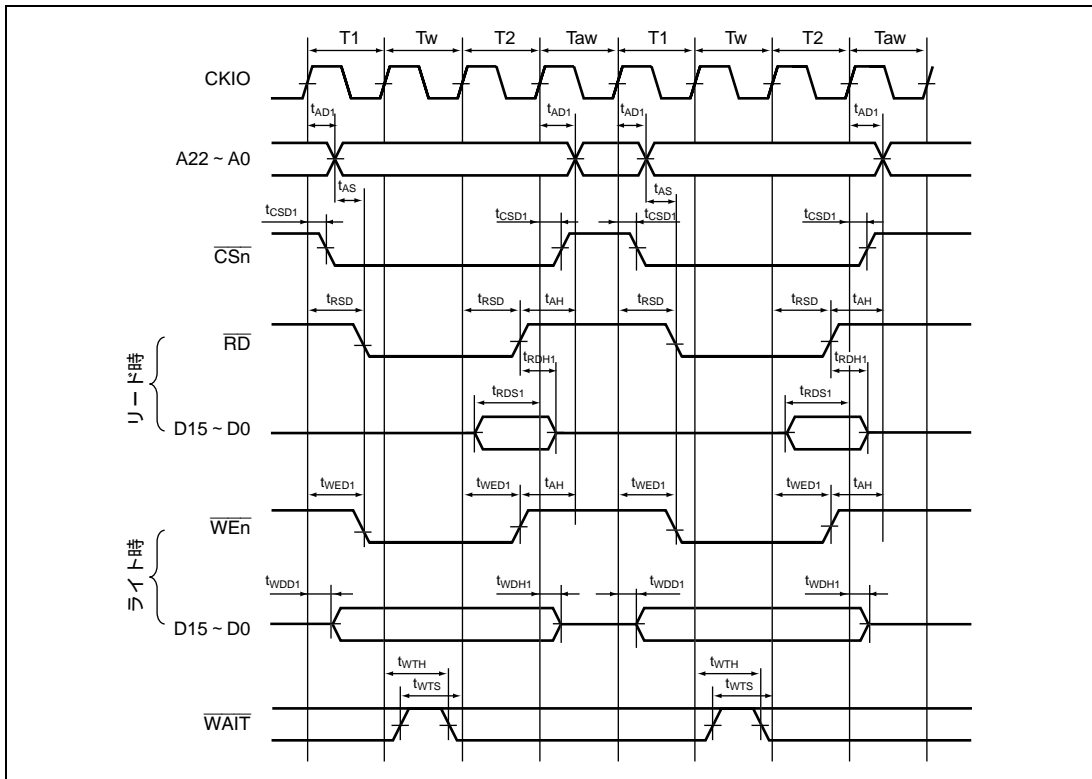 T1 Tw T2 Taw T1 Tw T2 Taw
CKIO
tAD1 tAD1 tAD1 tAD1
A22 ~ A0
tAS tAS
tCSD1 tCSD1 tCSD1 tCSD1
CSn
tRSD tRSD tAH tRSD tRSD tAH
RD
tRDH1 tRDH1
リード時
tRDS1 tRDS1
D15 ~ D0
tWED1 tWED1 tAH tWED1 tWED1 tAH
WEn
ライト時
tWDD1 tWDH1 tWDD1 tWDH1
D15 ~ D0
tWTH tWTH
tWTS tWTS
WAIT